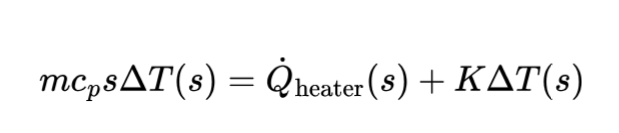 mc_p sΔT(s) = Q̇_heater(s) + KΔT(s)